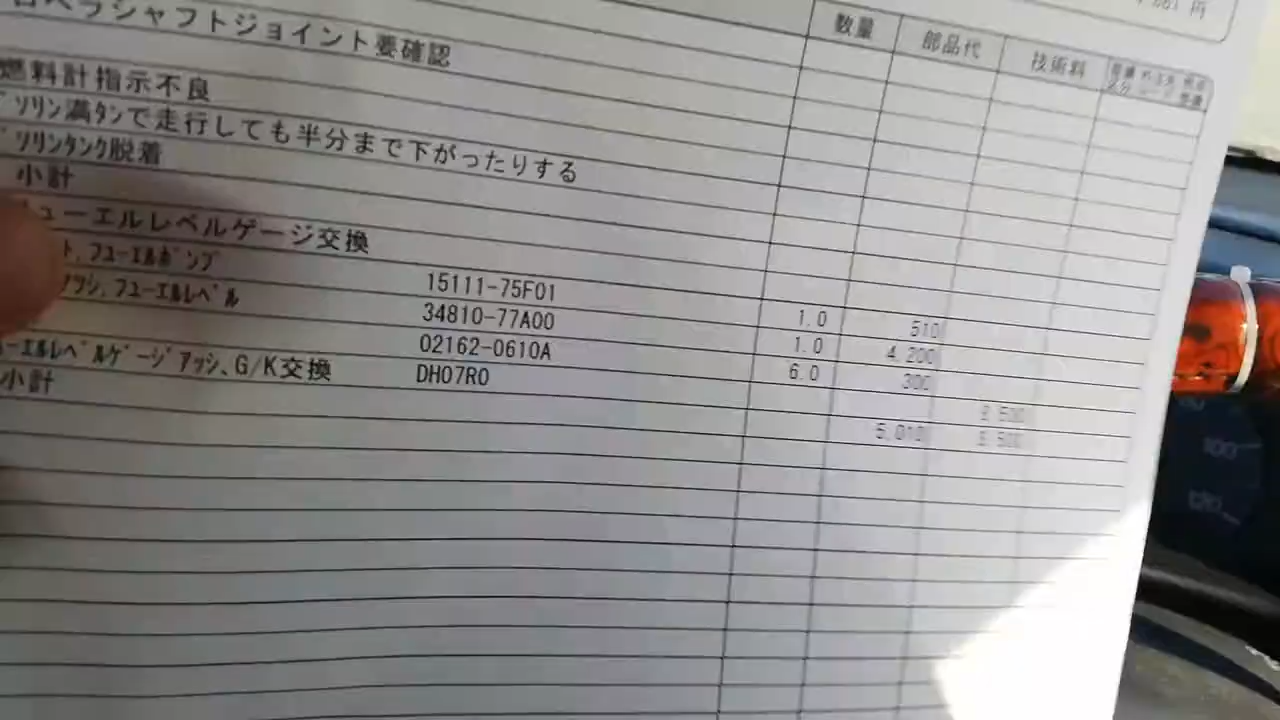 ペラシャフトジョイント要確認 数量 部品代 技術料
燃料計指示不良
ソリン満タンで走行しても半分まで下がったりする
ソリンタンク脱着
小計
ューエルレベルゲージ交換
ト,フューエルポンプ 15111-75F01 1.0 510
アッシ,フューエルレベル 34810-77A00 1.0 4,200
02162-0610A 6.0 300
ーエルレベルゲージアッシ、G/K交換 DH07R0
小計 5,010
100
120